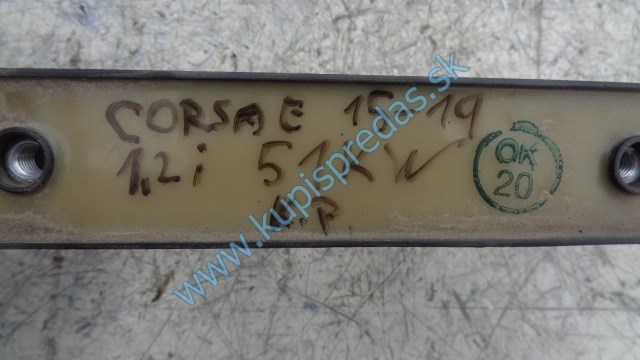 CORSA E 15-19
1,2i 51KW
OK
20
www.kupispredas.sk